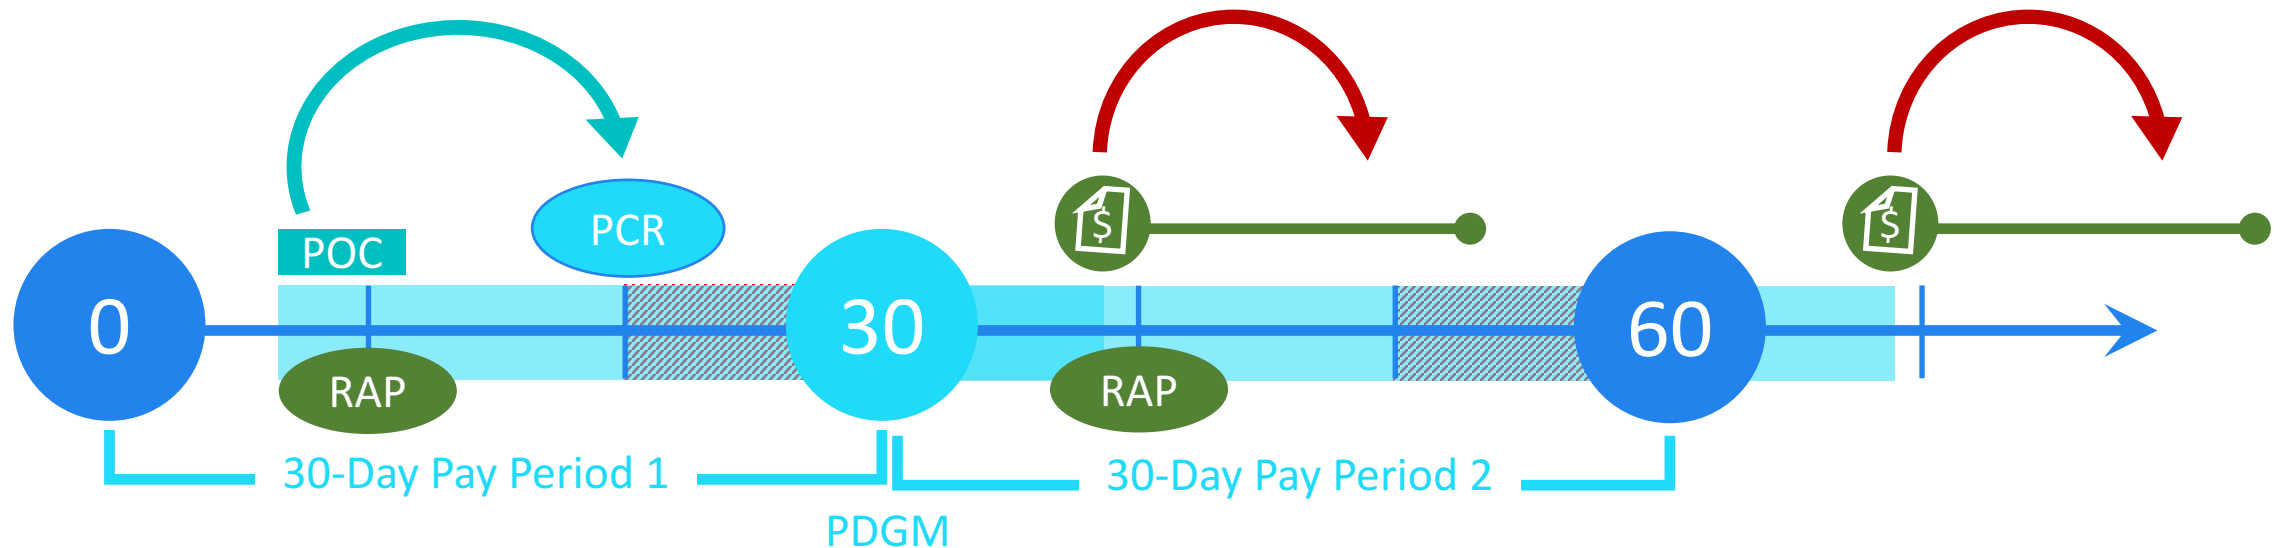 POC
PCR
$
$
0
30
60
RAP
RAP
30-Day Pay Period 1
30-Day Pay Period 2
PDGM